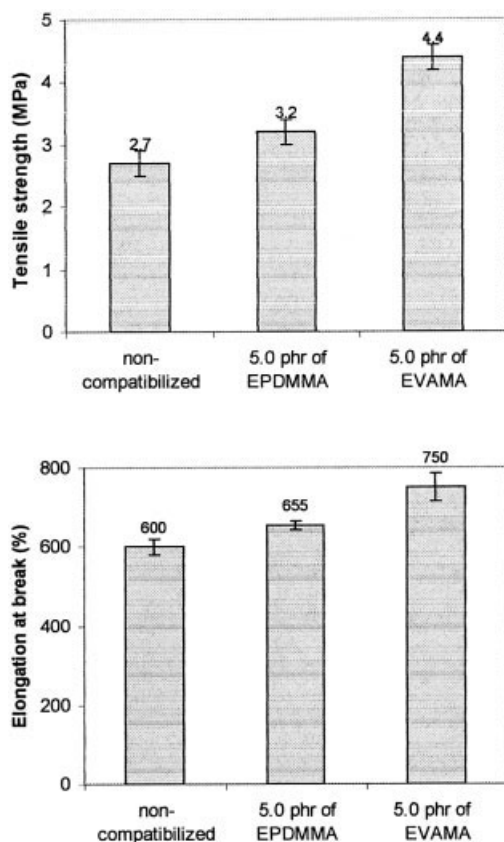 5
4
3
2
1
0
Tensile strength (MPa)
2,7
3,2
4,4
non-
compatibilized
5.0 phr of
EPDMMA
5.0 phr of
EVAMA
800
600
400
200
0
Elongation at break (%)
600
655
750
non-
compatibilized
5.0 phr of
EPDMMA
5.0 phr of
EVAMA